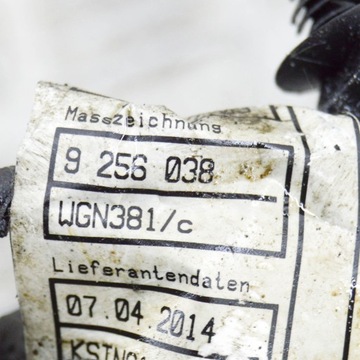 Masszeichnung
9 256 038
WGN381/c
Lieferantendaten
07.04.2014